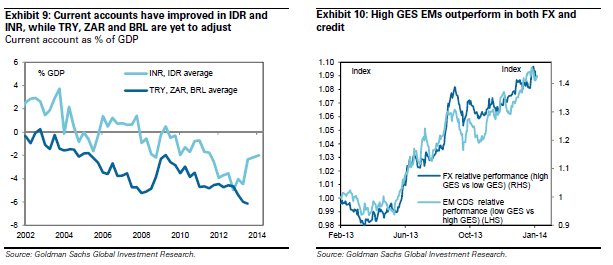 Exhibit 9: Current accounts have improved in IDR and
INR, while TRY, ZAR and BRL are yet to adjust
Current account as % of GDP
% GDP
INR, IDR average
TRY, ZAR, BRL average
6
4
2
0
-2
-4
-6
-8
2002 2004 2006 2008 2010 2012 2014
Source: Goldman Sachs Global Investment Research.
Exhibit 10: High GES EMs outperform in both FX and
credit
Index
Index
1.10
1.09
1.08
1.07
1.06
1.05
1.04
1.03
1.02
1.01
1.00
0.99
0.98
1.4
1.3
1.2
1.1
1
0.9
FX relative performance (high
GES vs low GES) (RHS)
EM CDS relative
performance (low GES vs
high GES) (LHS)
Feb-13 Jun-13 Oct-13 Jan-14
Source: Goldman Sachs Global Investment Research.